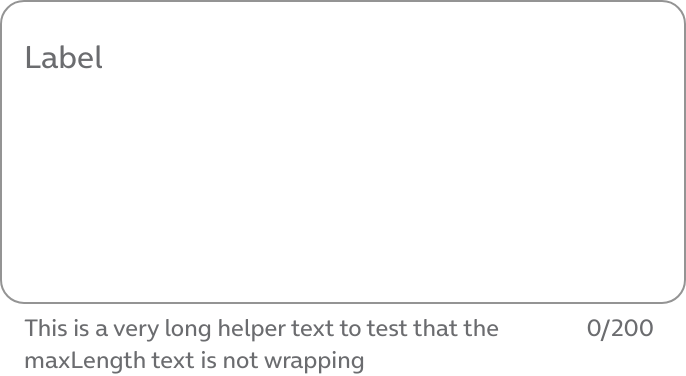 Label
This is a very long helper text to test that the 0/200
maxLength text is not wrapping